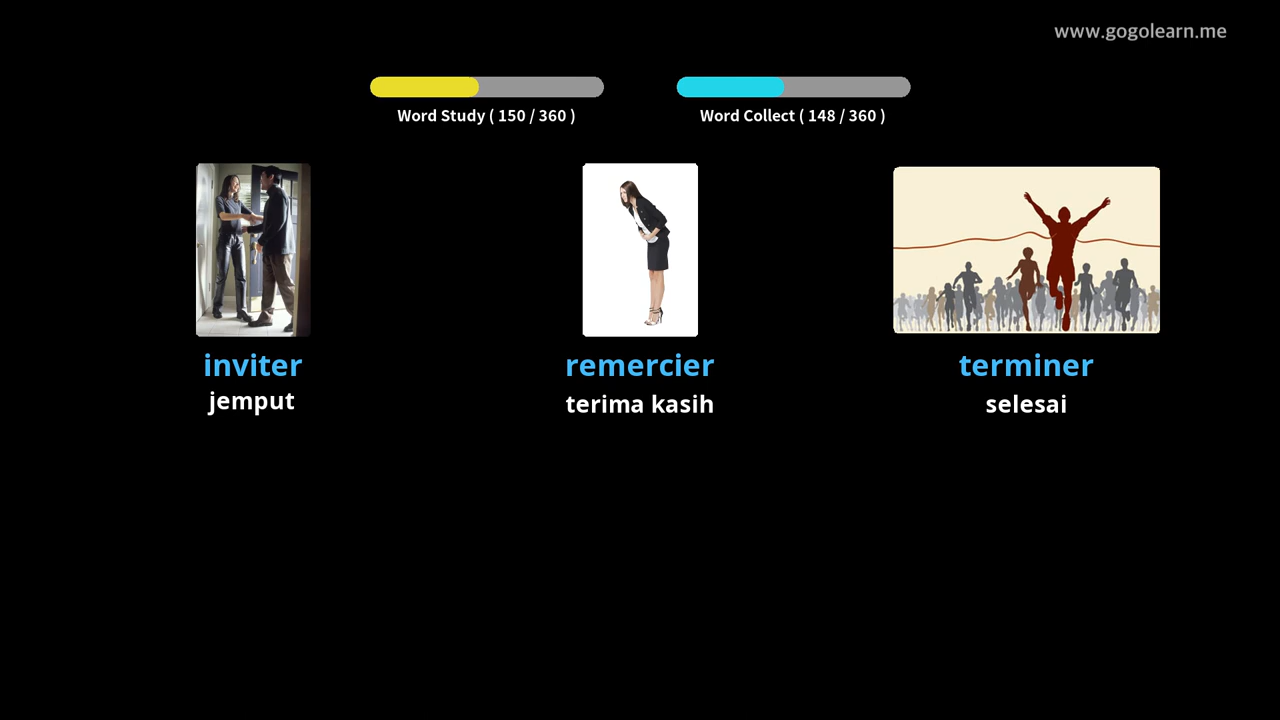 www.gogolearn.me
Word Study ( 150 / 360 )
Word Collect ( 148 / 360 )
inviter
jemput
remercier
terima kasih
terminer
selesai